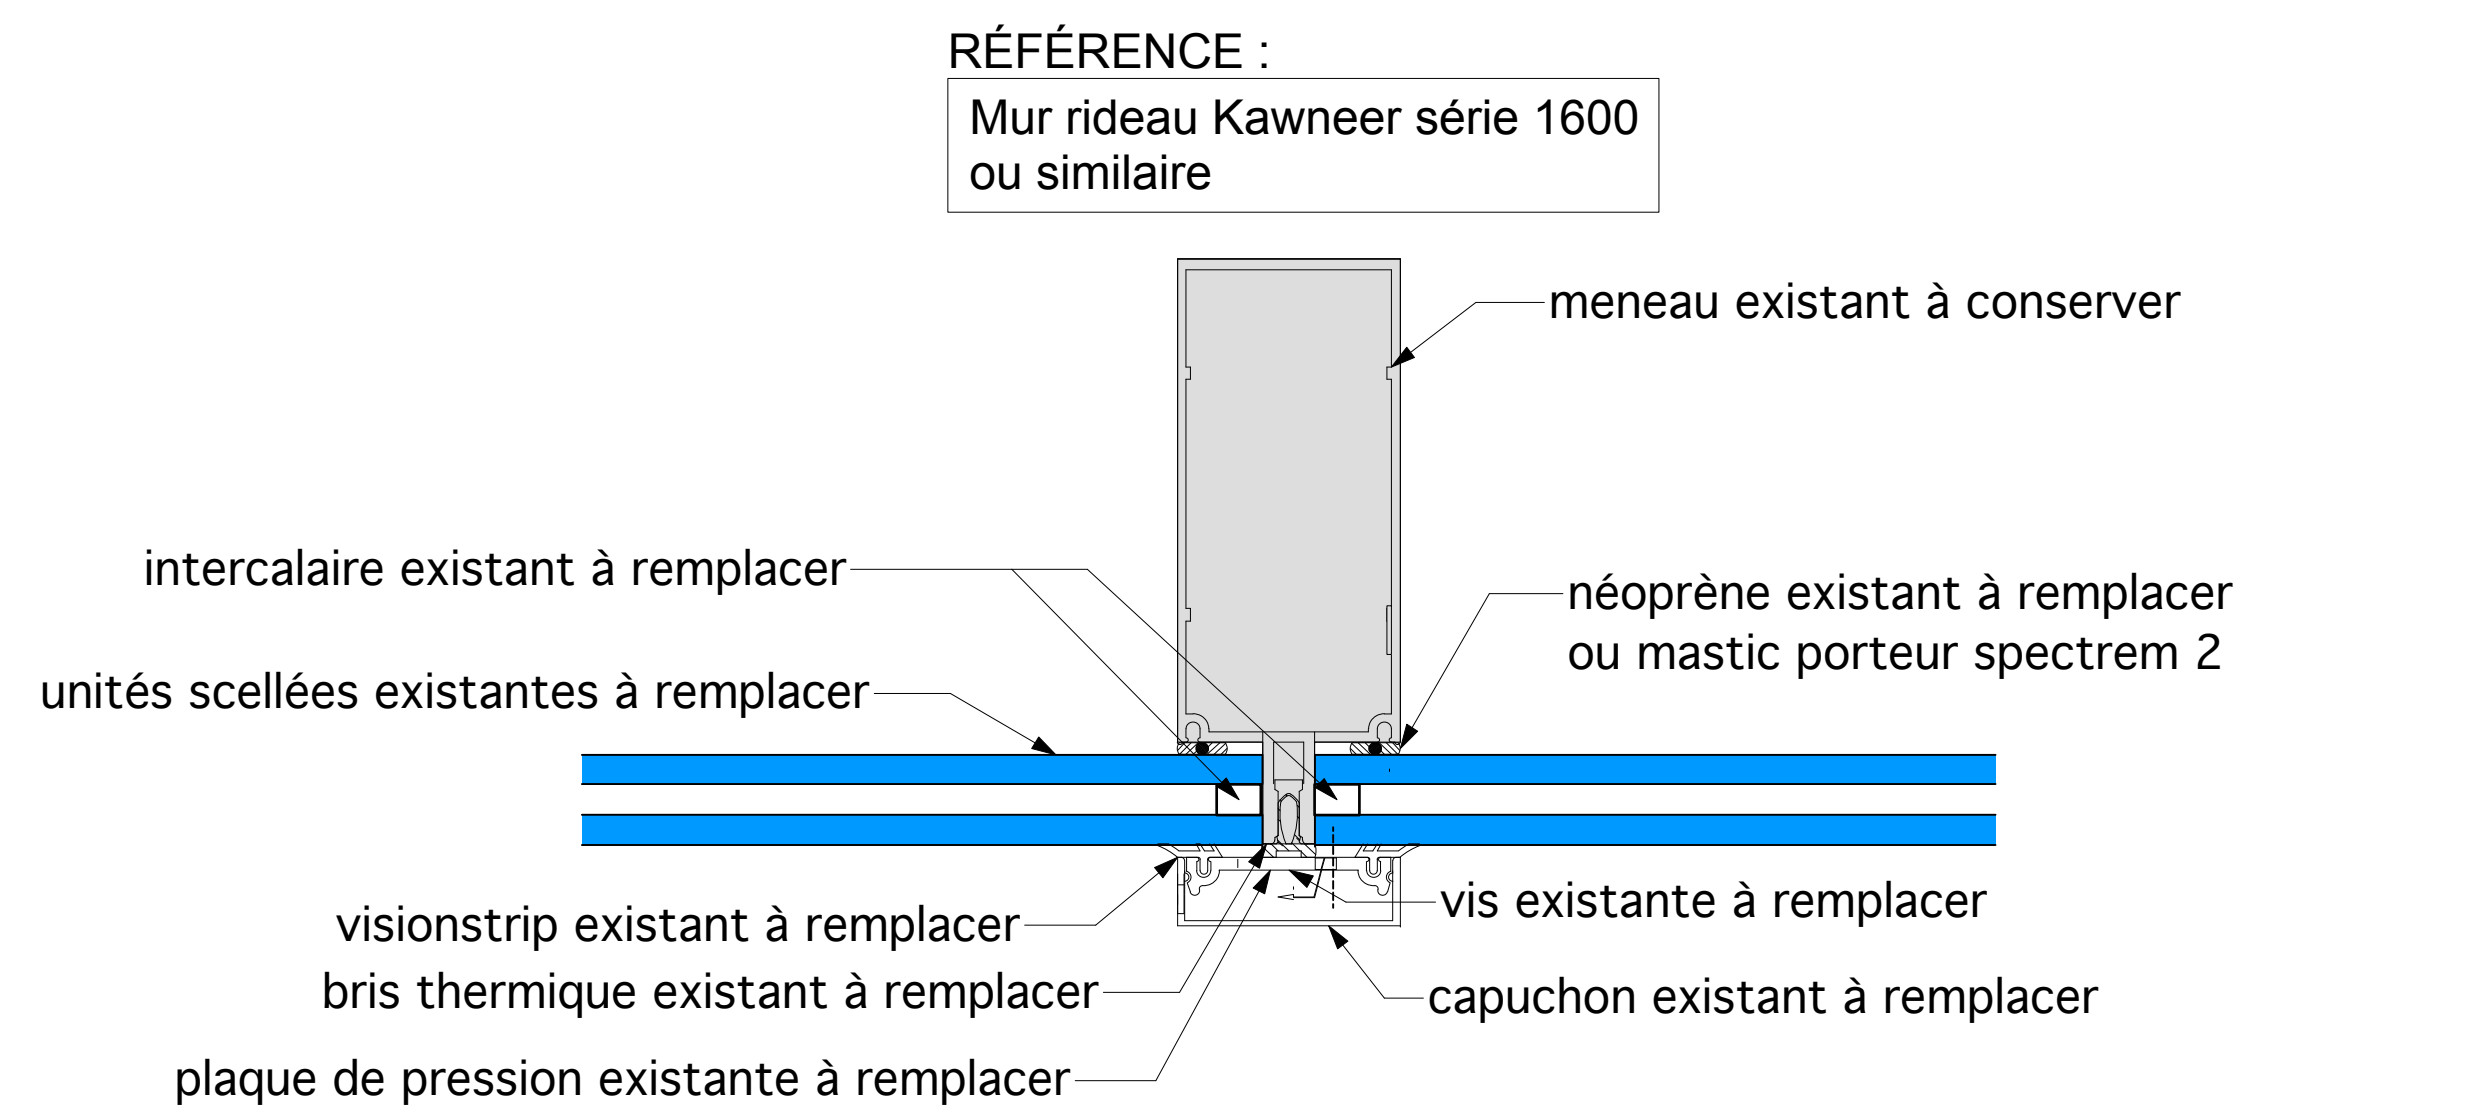 RÉFÉRENCE :
Mur rideau Kawneer série 1600
ou similaire
meneau existant à conserver
intercalaire existant à remplacer
néoprène existant à remplacer
ou mastic porteur spectrem 2
unités scellées existantes à remplacer
vis existante à remplacer
visionstrip existant à remplacer
bris thermique existant à remplacer
capuchon existant à remplacer
plaque de pression existante à remplacer